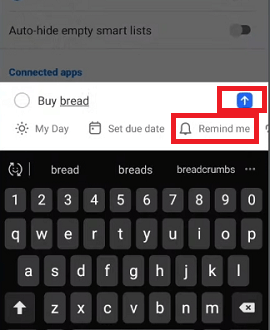 Auto-hide empty smart lists
Connected apps
Buy bread
My Day Set due date Remind me
bread breads breadcrumbs ...
1 2 3 4 5 6 7 8 9 0
q w e r t y u i o p
a s d f g h j k l
z x c v b n m